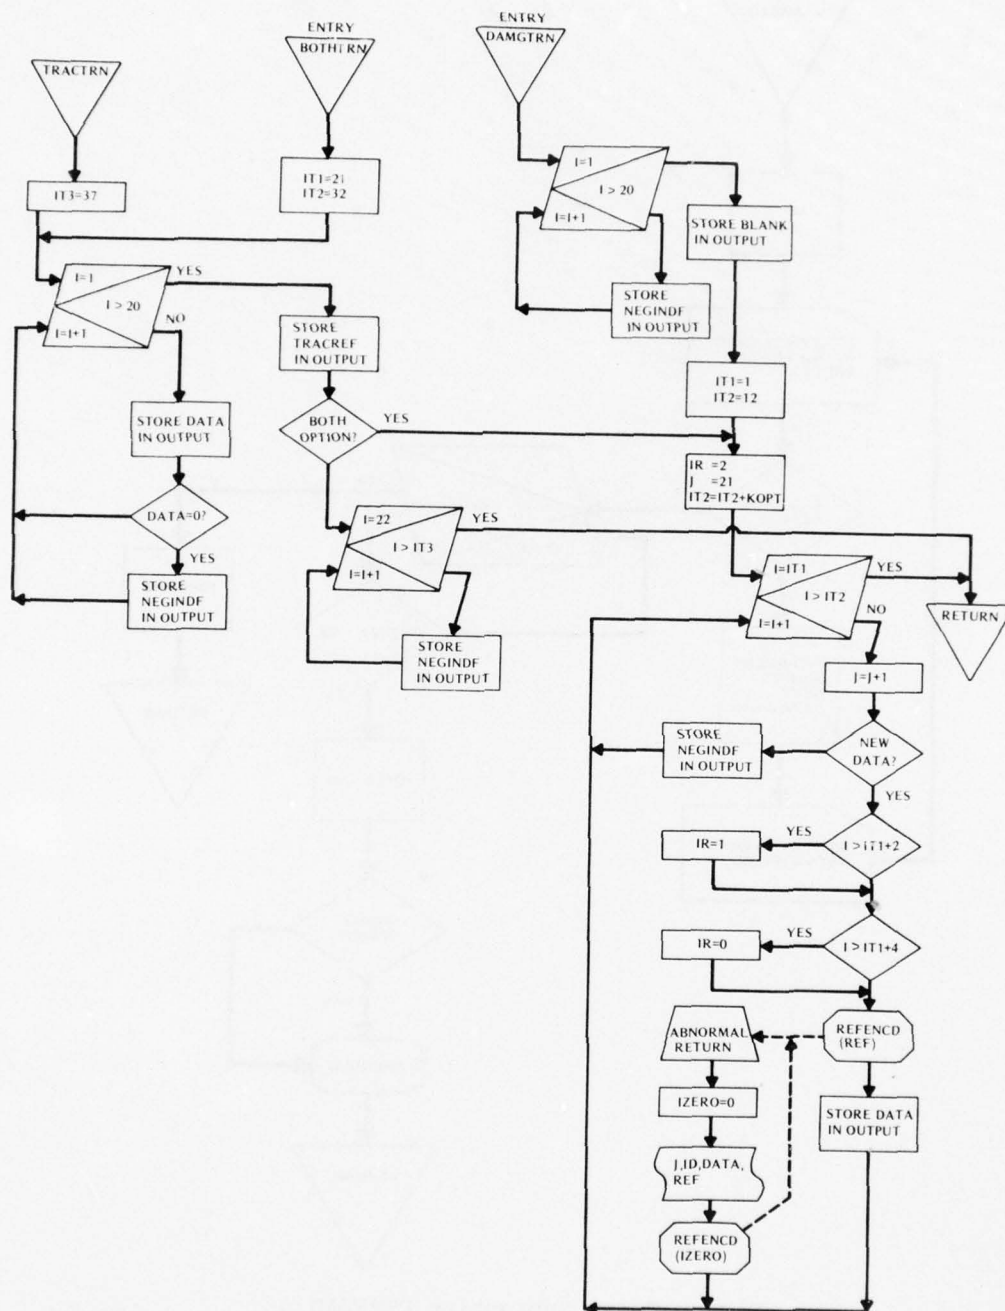 TRACTRN
IT3=37
ENTRY
BOTHTRN
IT1=21
IT2=32
ENTRY
DAMGTRN
I=1
I > 20
I=I+1
STORE BLANK
IN OUTPUT
STORE
NEGINDF
IN OUTPUT
I=1
I > 20
I=I+1
YES
NO
STORE
TRACREF
IN OUTPUT
STORE DATA
IN OUTPUT
DATA=0?
YES
STORE
NEGINDF
IN OUTPUT
BOTH
OPTION?
YES
IT1=1
IT2=12
IR =2
J =21
IT2=IT2+KOPT
I=22
I > IT3
I=I+1
YES
STORE
NEGINDF
IN OUTPUT
I=IT1
I > IT2
I=I+1
YES
NO
RETURN
J=J+1
NEW
DATA?
STORE
NEGINDF
IN OUTPUT
YES
I > IT1+2
YES
IR=1
I > IT1+4
YES
IR=0
REFENCD
(REF)
ABNORMAL
RETURN
IZERO=0
STORE DATA
IN OUTPUT
J,ID,DATA,
REF
REFENCD
(IZERO)